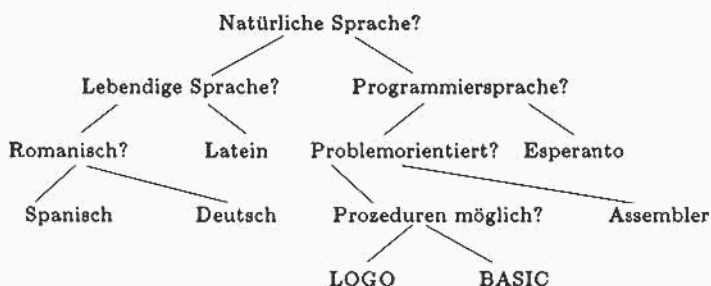 Natürliche Sprache?
Lebendige Sprache? Programmiersprache?
Romanisch? Latein Problemorientiert? Esperanto
Spanisch Deutsch Prozeduren möglich? Assembler
LOGO BASIC